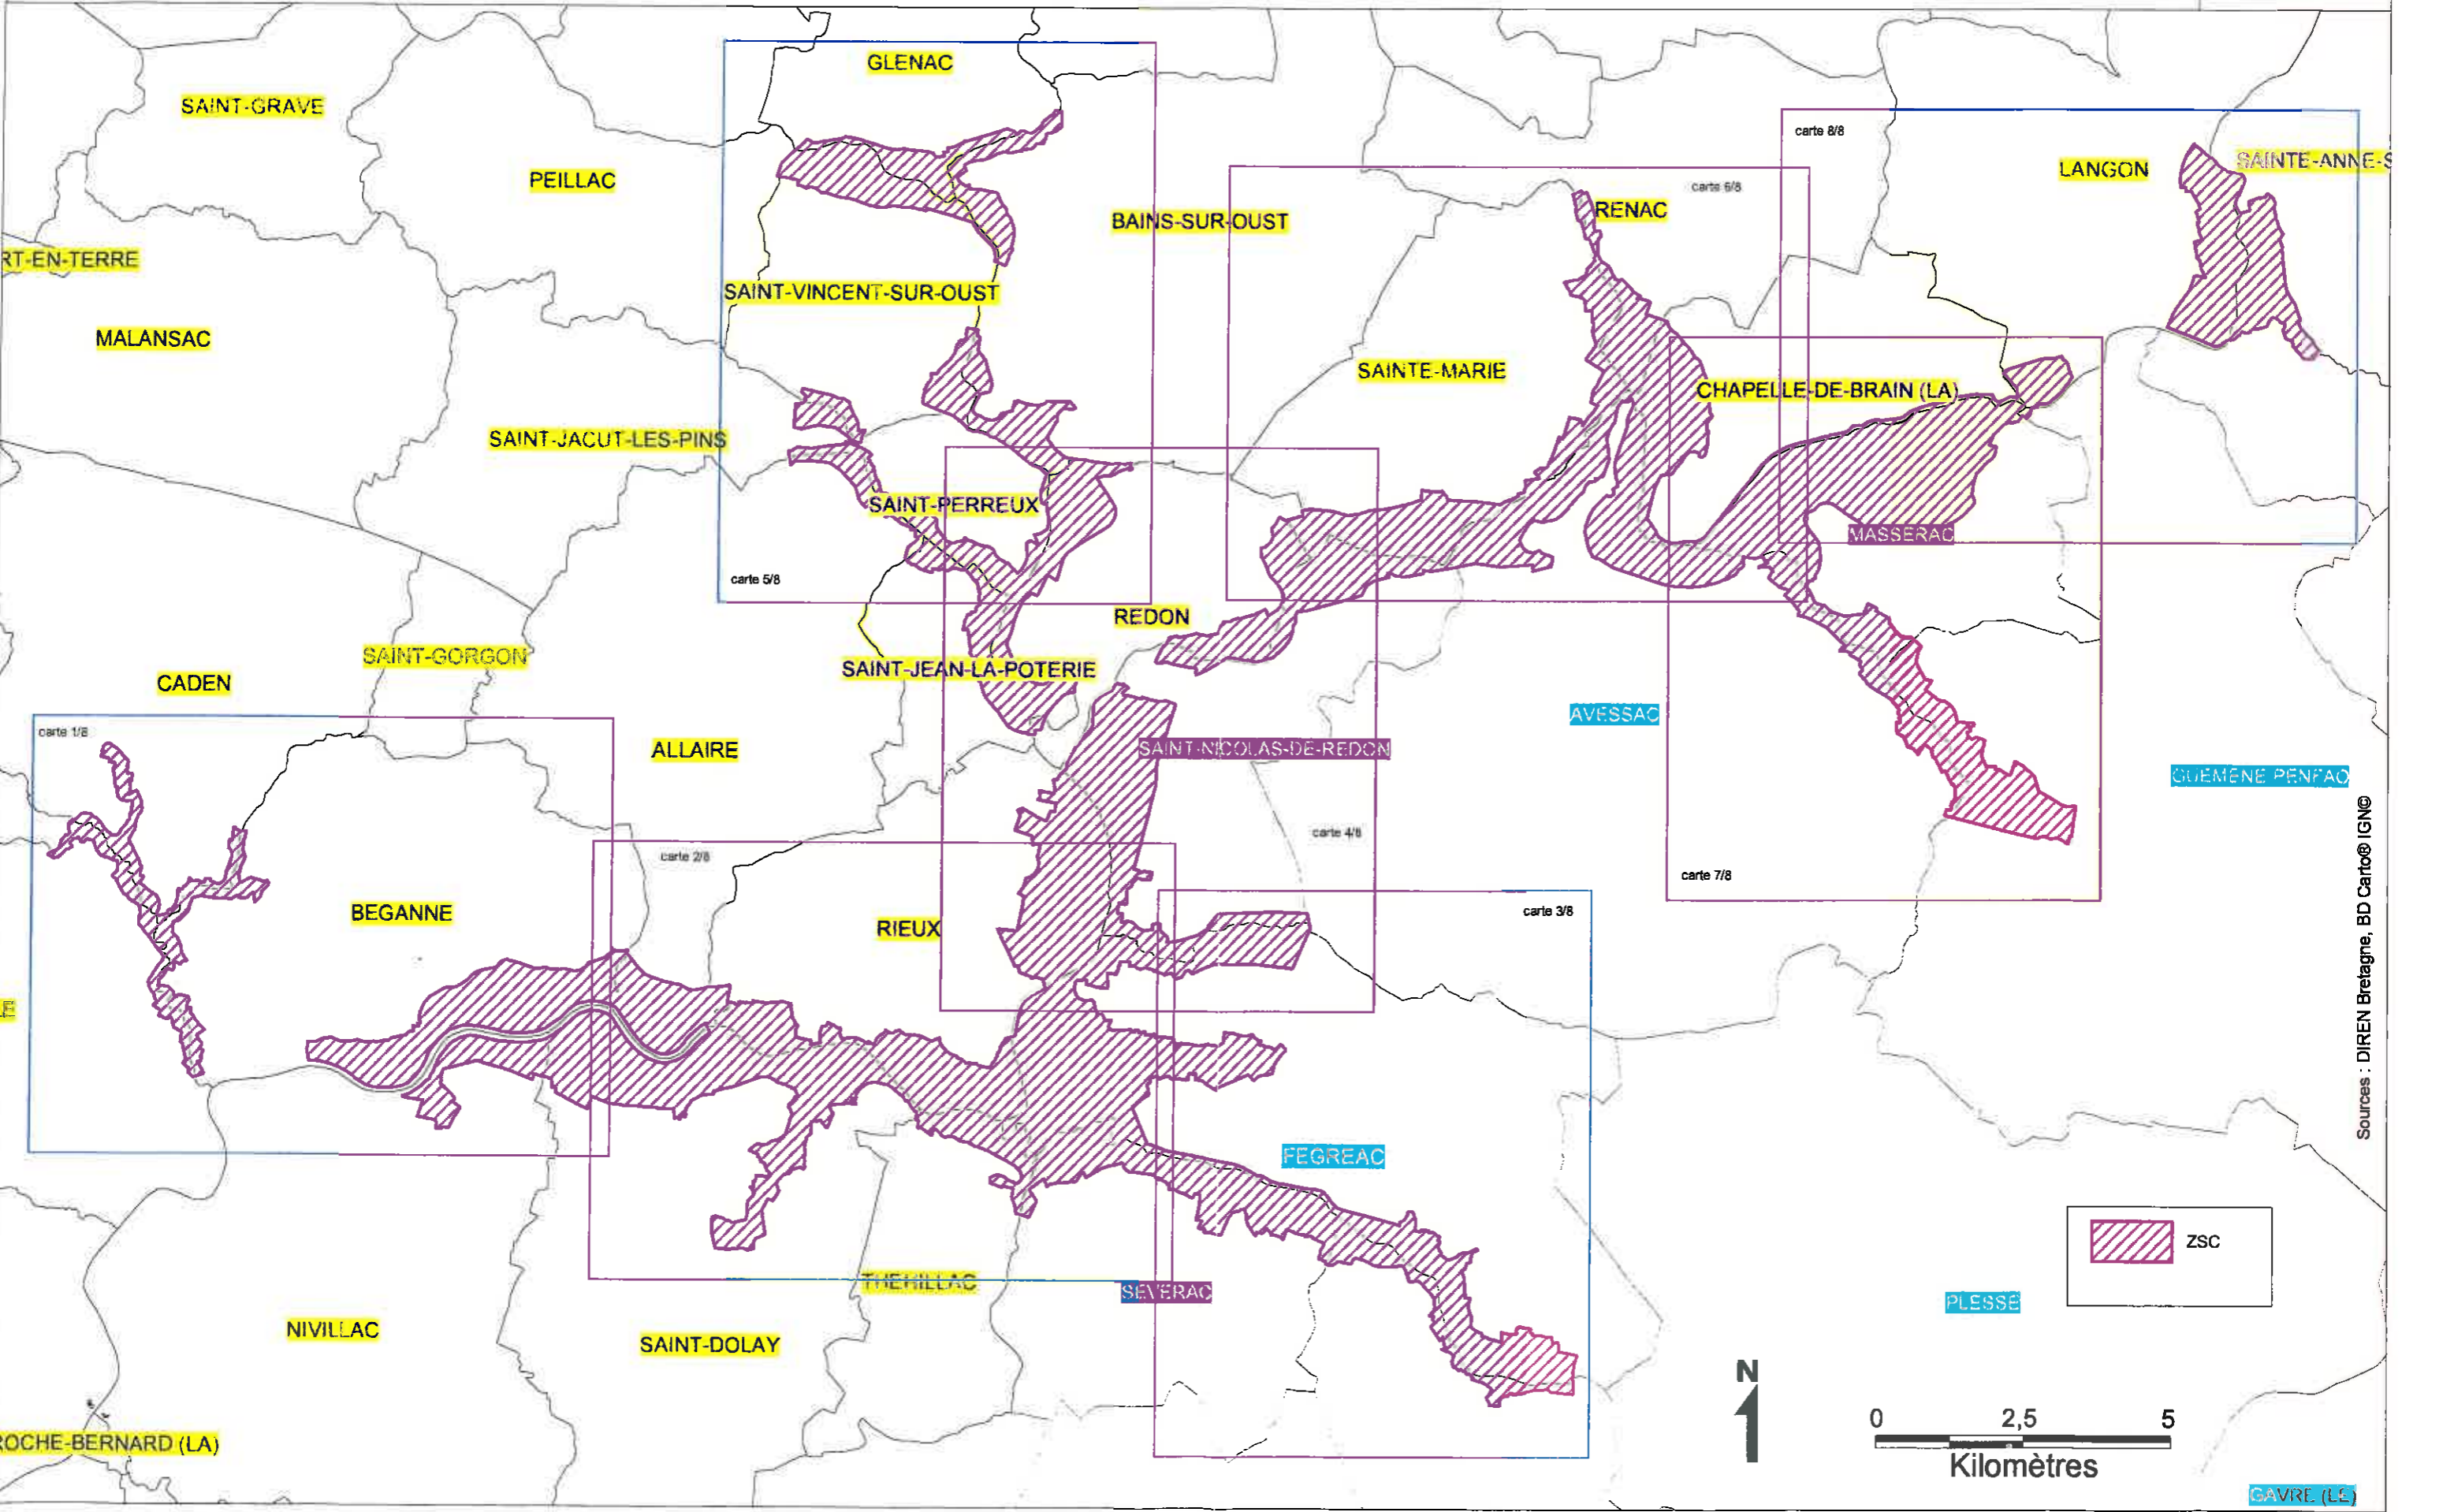 GLENAC
SAINT-GRAVE
carte 8/8
SAINTE-ANNE-S
LANGON
PEILLAC
carte 6/8
RENAC
BAINS-SUR-OUST
RT-EN-TERRE
SAINT-VINCENT-SUR-OUST
MALANSAC
SAINTE-MARIE
CHAPELLE-DE-BRAIN (LA)
SAINT-JACUT-LES-PINS
SAINT-PERREUX
MASSERAC
carte 5/8
REDON
SAINT-GORGON
SAINT-JEAN-LA-POTERIE
CADEN
AVESSAC
carte 1/8
ALLAIRE
SAINT-NICOLAS-DE-REDON
GUEMENE PENFAO
carte 4/8
carte 2/8
carte 7/8
BEGANNE
carte 3/8
RIEUX
LE
Sources : DIREN Bretagne, BD Carto® IGN©
FEGREAC
ZSC
THEHILLAC
SEVERAC
PLESSE
NIVILLAC
SAINT-DOLAY
N
0 2,5 5
Kilomètres
ROCHE-BERNARD (LA)
GAVRE (LE)